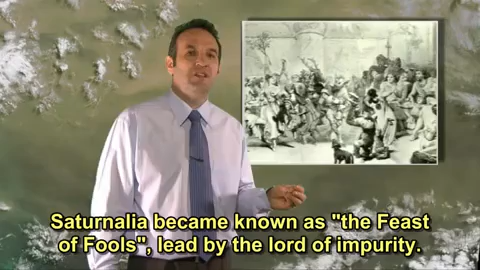 Saturnalia became known as "the Feast
of Fools", lead by the lord of impurity.